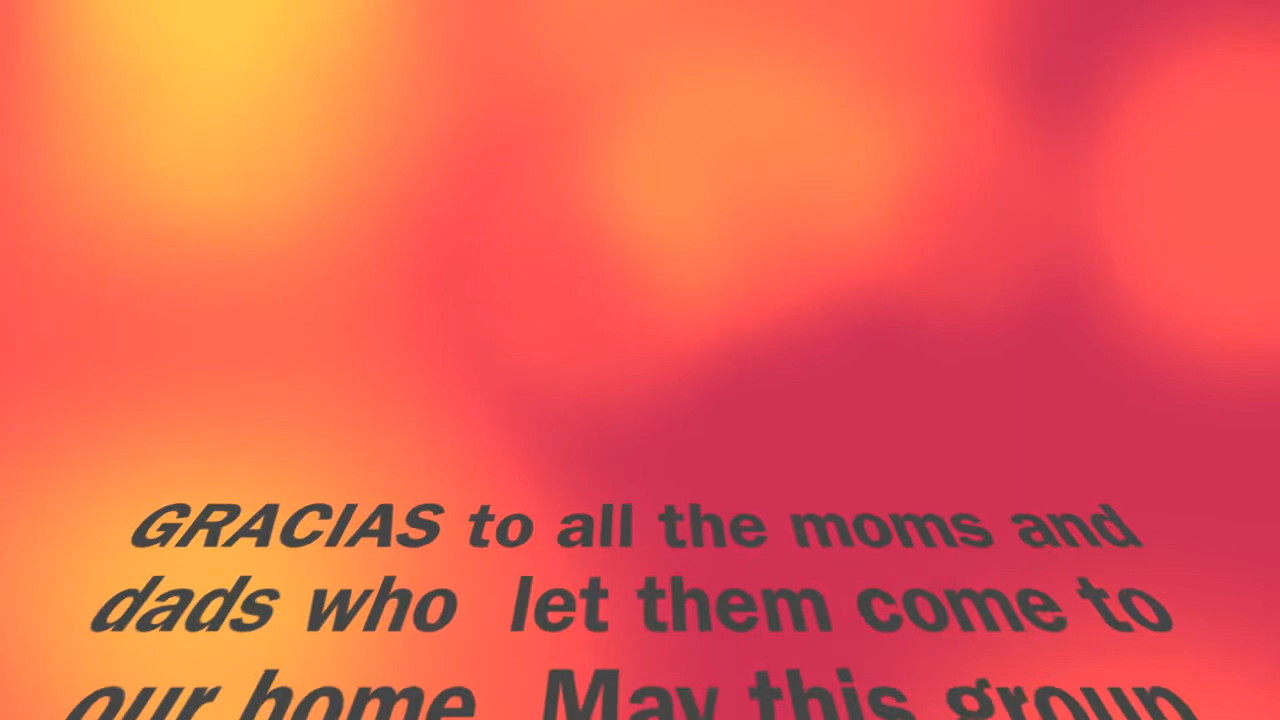 GRACIAS to all the moms and
dads who let them come to
our home May this group